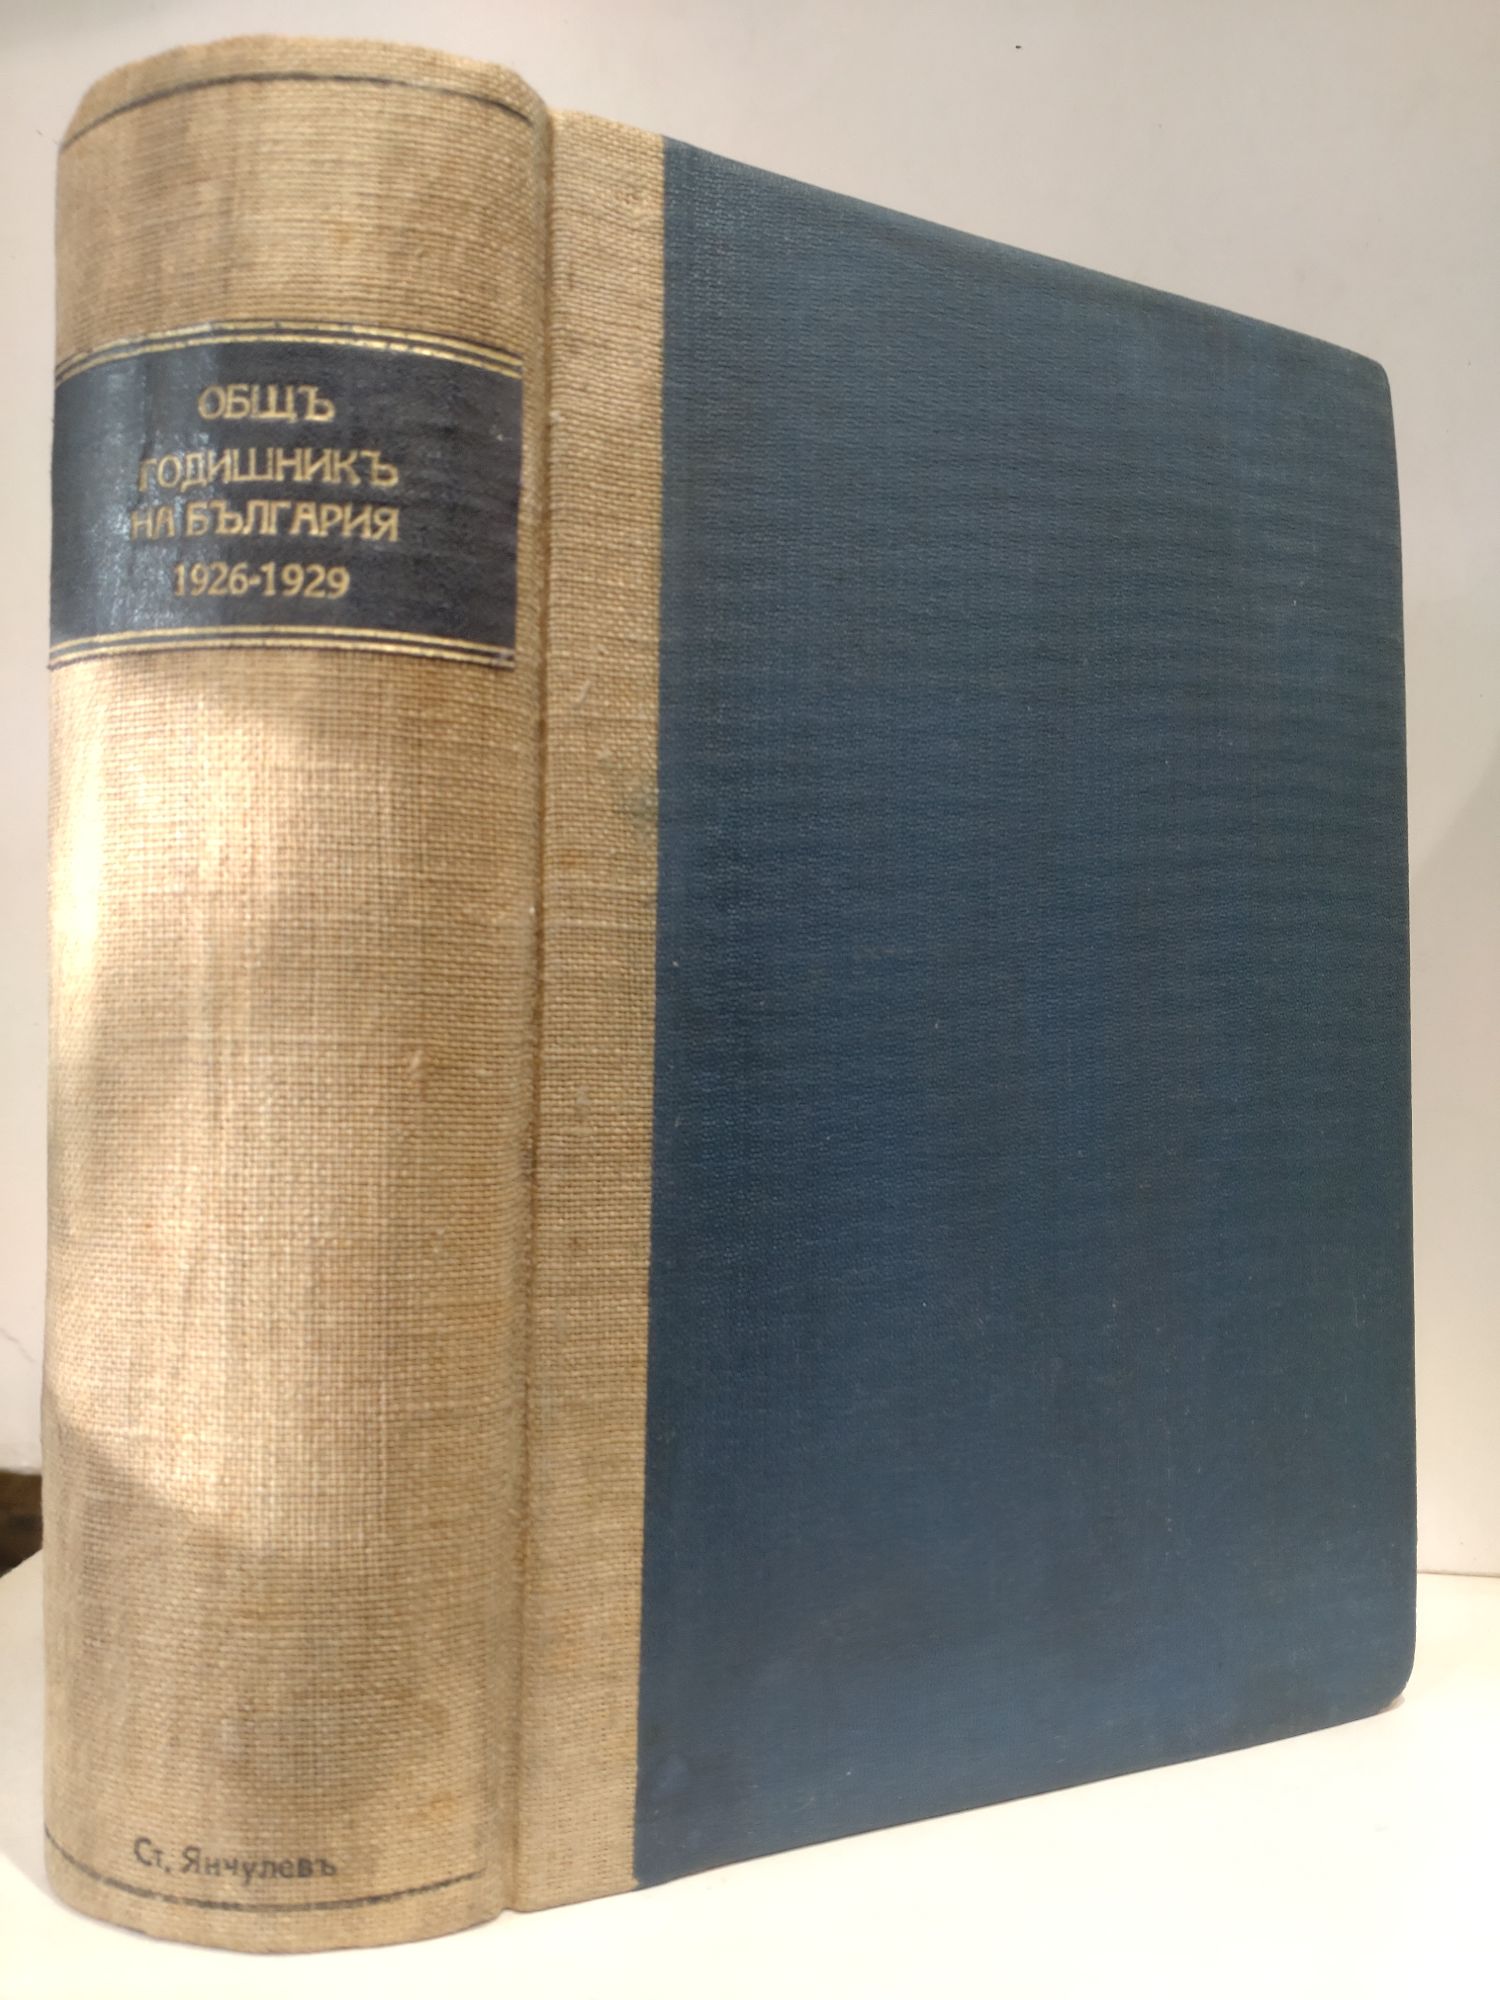 ОБЩЪ
ГОДИШНИКЪ
НА БЪЛГАРИЯ
1926-1929
Ст. Янчулевъ